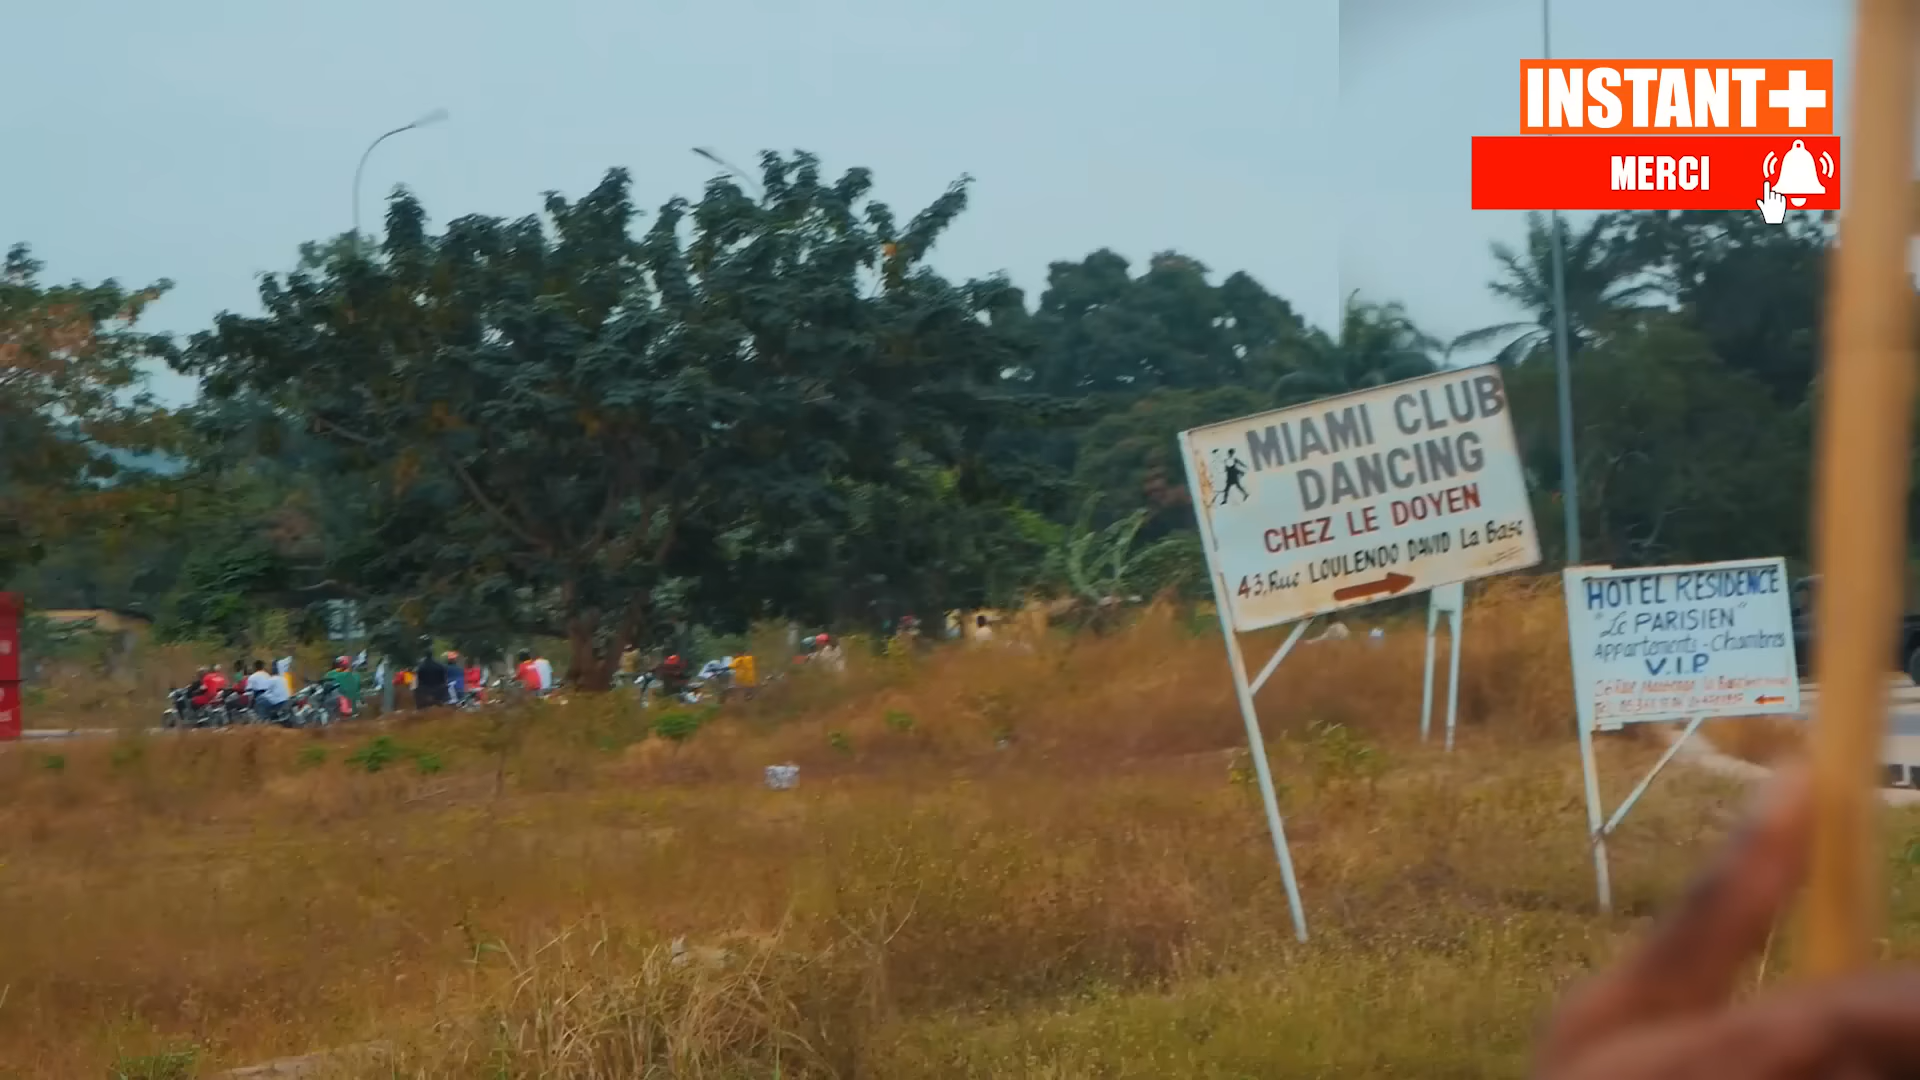 INSTANT+
MERCI
MIAMI CLUB
DANCING
CHEZ LE DOYEN
43, Rue LOULENDO DAVID La Base
HOTEL RESIDENCE
"Le PARISIEN"
Appartements - Chambres
V.I.P